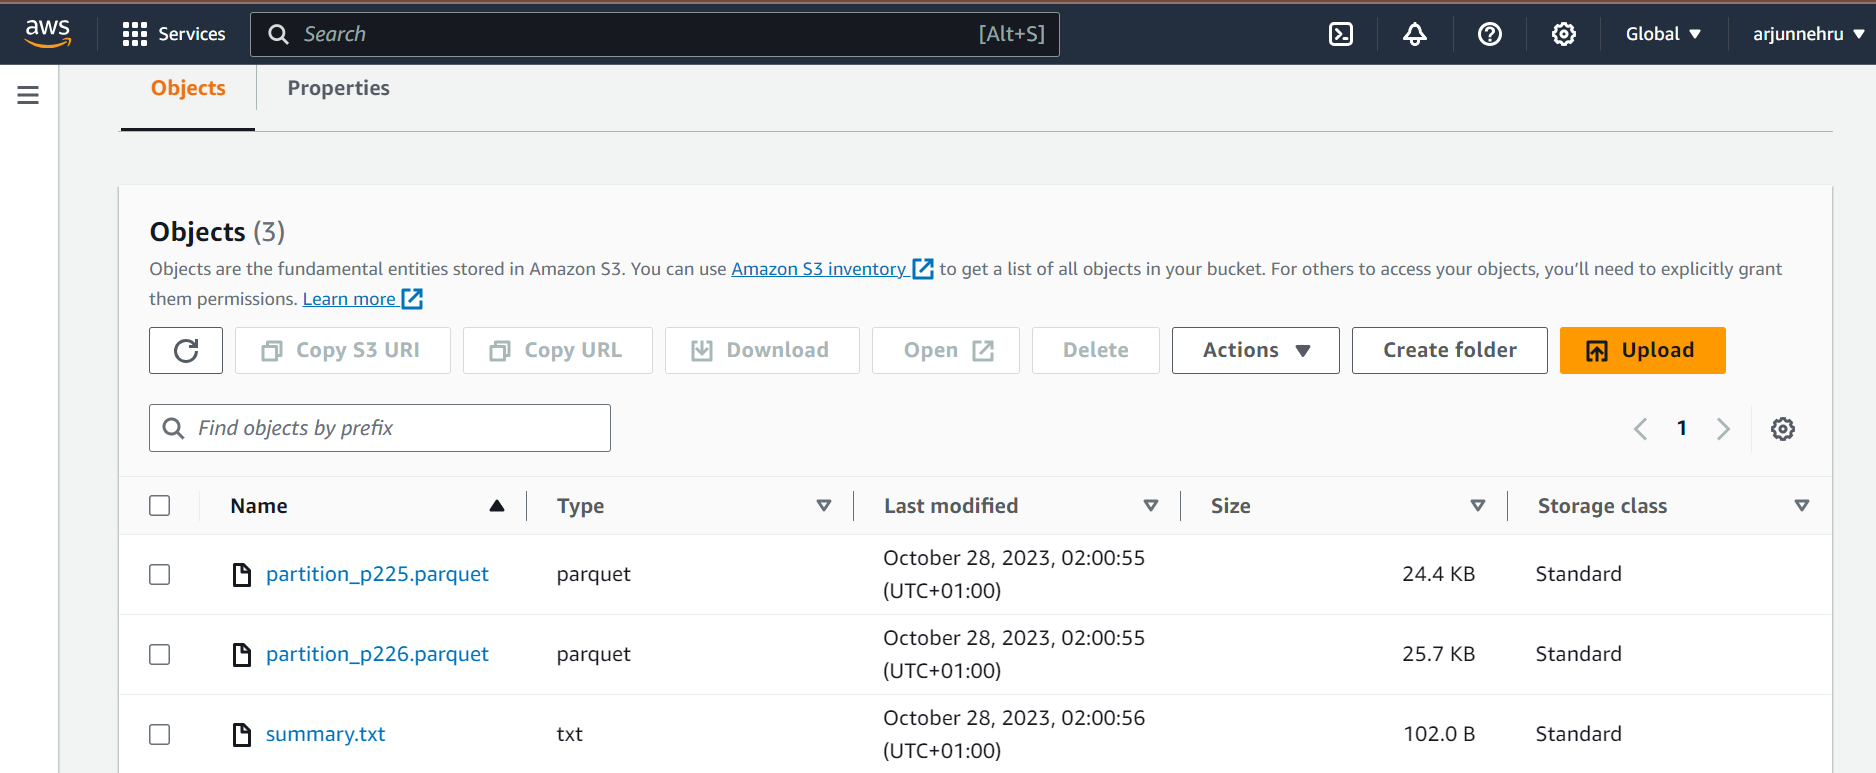 aws Services Search [Alt+S] Global arjunnehru
Objects Properties
Objects (3)
Objects are the fundamental entities stored in Amazon S3. You can use Amazon S3 inventory to get a list of all objects in your bucket. For others to access your objects, you’ll need to explicitly grant
them permissions. Learn more
Copy S3 URI Copy URL Download Open Delete Actions Create folder Upload
Find objects by prefix 1
Name Type Last modified Size Storage class
partition_p225.parquet parquet October 28, 2023, 02:00:55 (UTC+01:00) 24.4 KB Standard
partition_p226.parquet parquet October 28, 2023, 02:00:55 (UTC+01:00) 25.7 KB Standard
summary.txt txt October 28, 2023, 02:00:56 (UTC+01:00) 102.0 B Standard